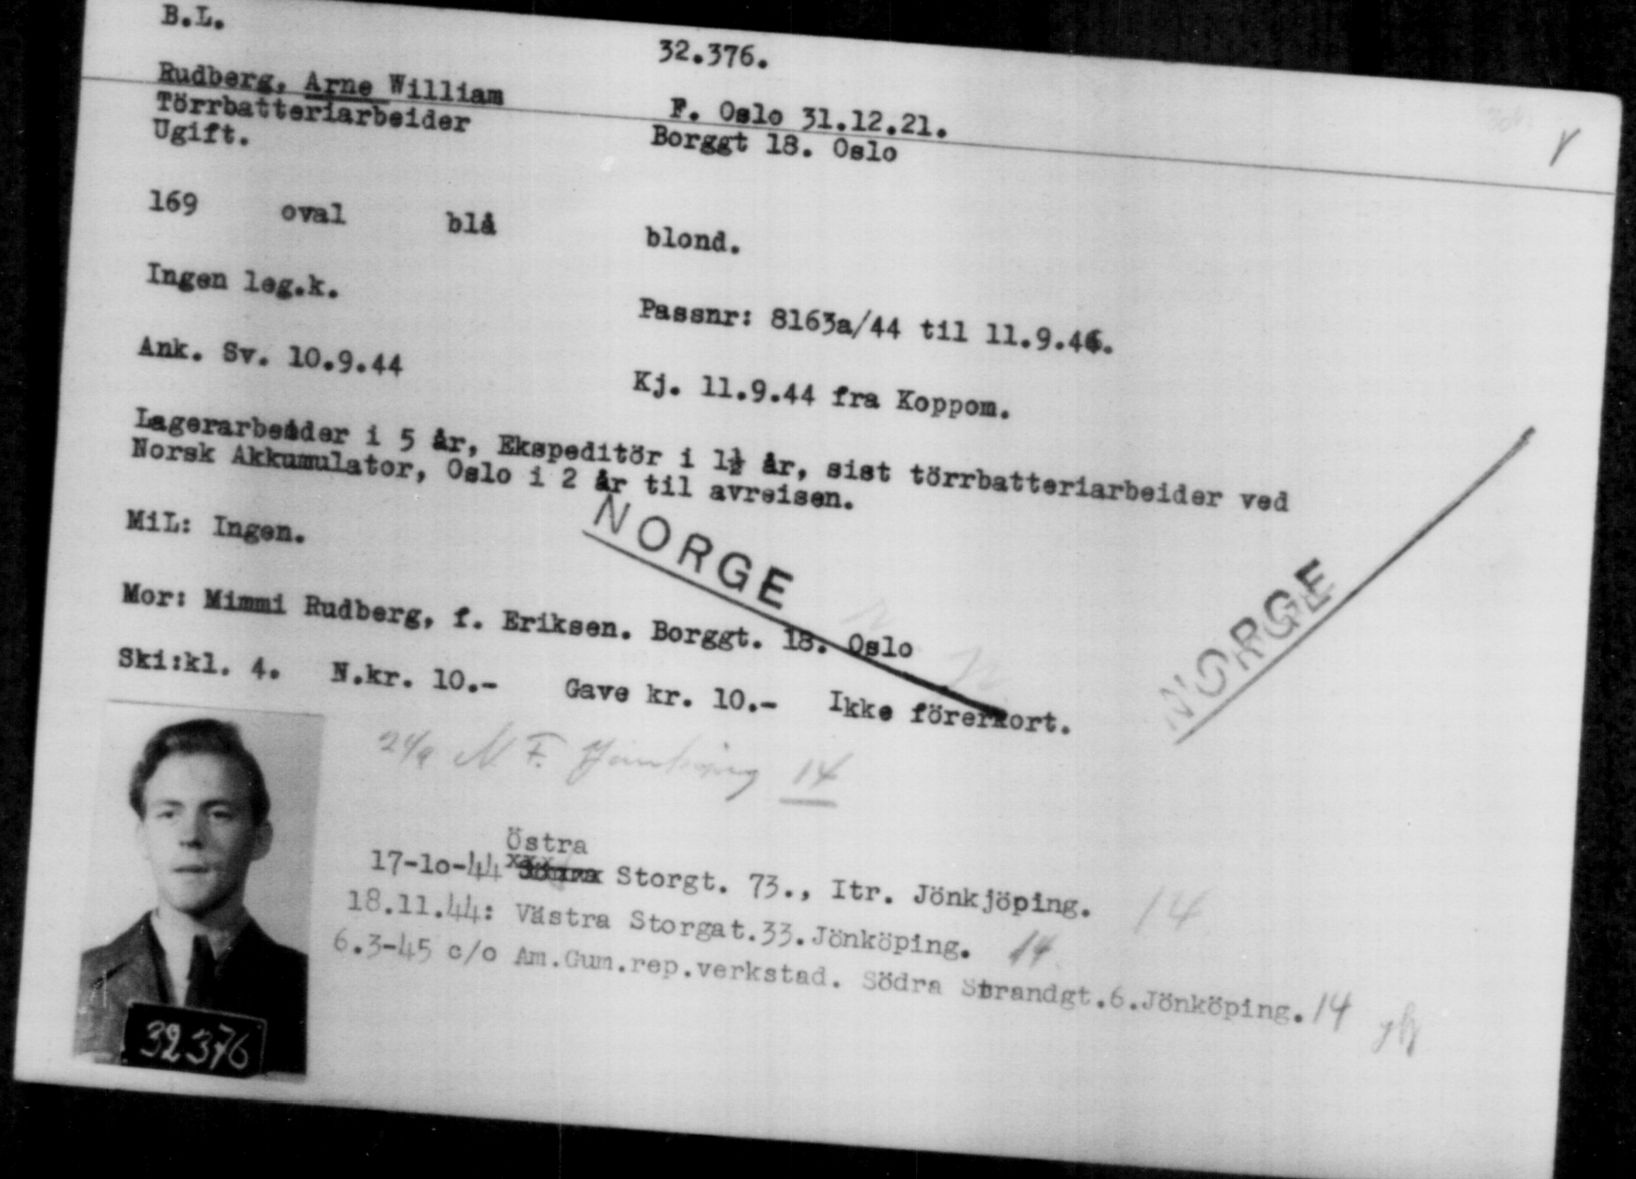 B.L.
32.376.
Rudberg, Arne William
F. Oslo 31.12.21.
Törrbatteriarbeider
Borggt 18. Oslo
Ugift.
169 oval blå blond.
Ingen leg.k.
Passnr: 8163a/44 til 11.9.46.
Ank. Sv. 10.9.44
Kj. 11.9.44 fra Koppom.
Lagerarbeider i 5 år, Ekspeditör i 1½ år, sist törrbatteriarbeider ved
Norsk Akkumulator, Oslo i 2 år til avreisen.
NORGE
MiL: Ingen.
NORGE
Mor: Mimmi Rudberg, f. Eriksen. Borggt. 18. Oslo
Ski:kl. 4. N.kr. 10.- Gave kr. 10.- Ikke förerkort.
24/9 M F. Jönköping 14
Östra
17-10-44 Storgt. 73., Itr. Jönkjöping. 14
18.11.44: Västra Storgat.33.Jönköping. 14
6.3-45 c/o Am.Gum.rep.verkstad. Södra Strandgt.6.Jönköping. 14
32376